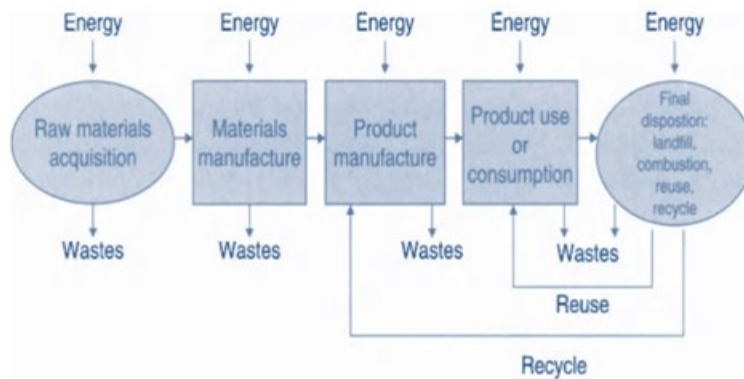 Energy
Energy
Energy
Energy
Energy
Raw materials
acquisition
Materials
manufacture
Product
manufacture
Product use
or
consumption
Final
dispostion:
landfill,
combustion,
reuse,
recycle
Wastes
Wastes
Wastes
Wastes
Reuse
Recycle